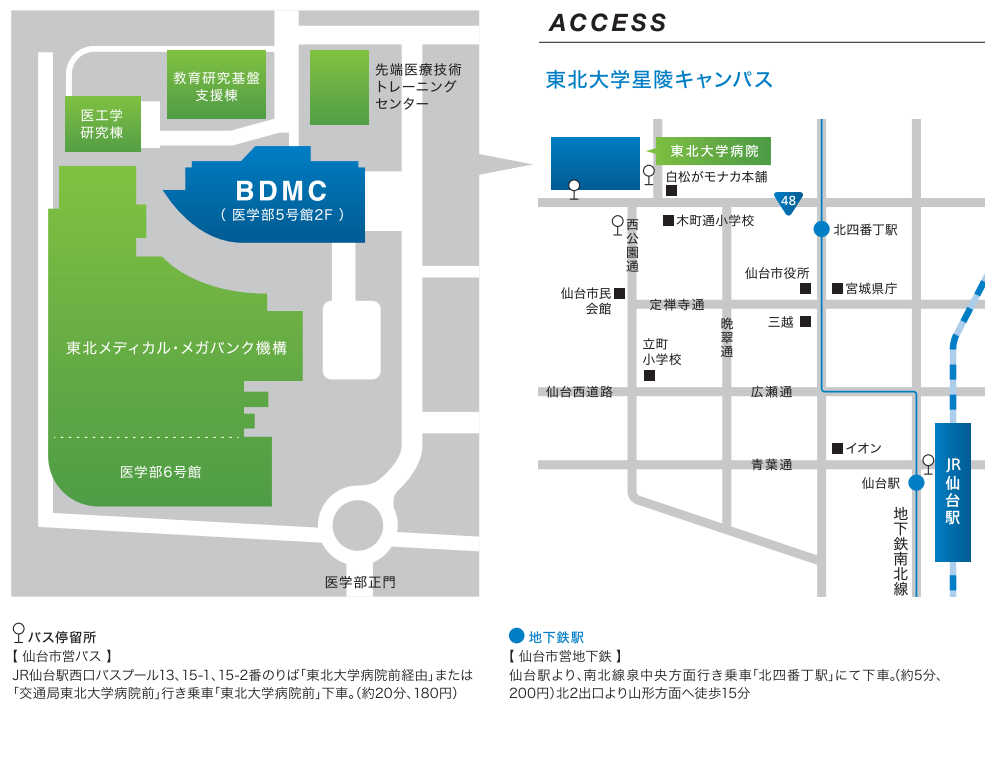 ACCESS
東北大学星陵キャンパス
教育研究基盤
支援棟
先端医療技術
トレーニング
センター
医工学
研究棟
BDMC
（ 医学部5号館2F ）
東北メディカル・メガバンク機構
医学部6号館
医学部正門
東北大学病院
白松がモナカ本舗
48
木町通小学校
西公園通
北四番丁駅
仙台市役所
宮城県庁
仙台市民
会館
定禅寺通
三越
晩翠通
立町
小学校
仙台西道路
広瀬通
イオン
青葉通
仙台駅
JR仙台駅
地下鉄南北線
バス停留所
【 仙台市営バス 】
JR仙台駅西口バスプール13、15-1、15-2番のりば「東北大学病院前経由」または
「交通局東北大学病院前」行き乗車「東北大学病院前」下車。（約20分、180円）
地下鉄駅
【 仙台市営地下鉄 】
仙台駅より、南北線泉中央方面行き乗車「北四番丁駅」にて下車。（約5分、
200円）北2出口より山形方面へ徒歩15分